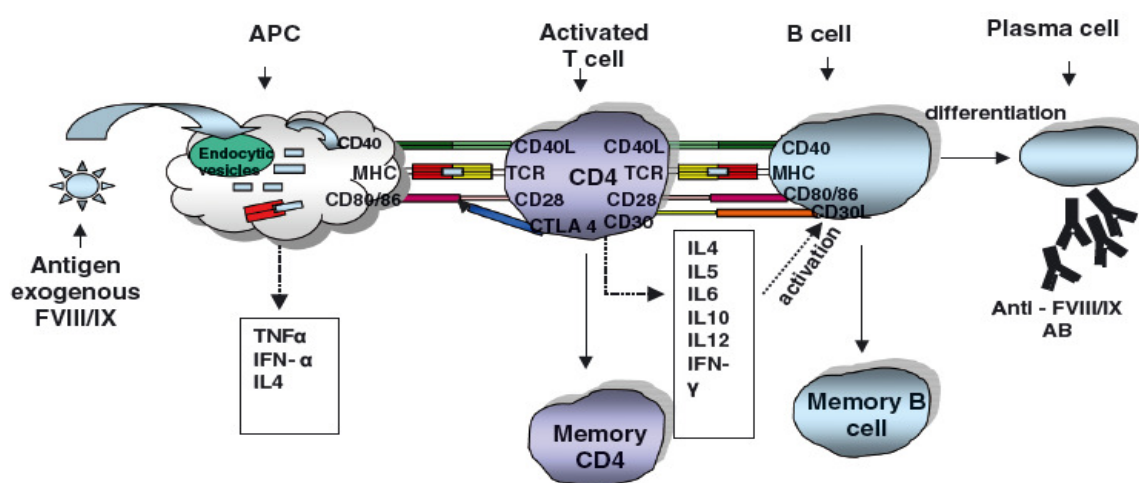 APC
Activated
T cell
B cell
Plasma cell
differentiation
Endocytic
vesicles
CD40
MHC
CD80/86
CD40L
TCR
CD28
CTLA 4
CD4
CD40L
TCR
CD28
CD30
CD40
MHC
CD80/86
CD30L
Antigen
exogenous
FVIII/IX
TNFα
IFN- α
IL4
IL4
IL5
IL6
IL10
IL12
IFN-
γ
activation
Anti - FVIII/IX
AB
Memory
CD4
Memory B
cell